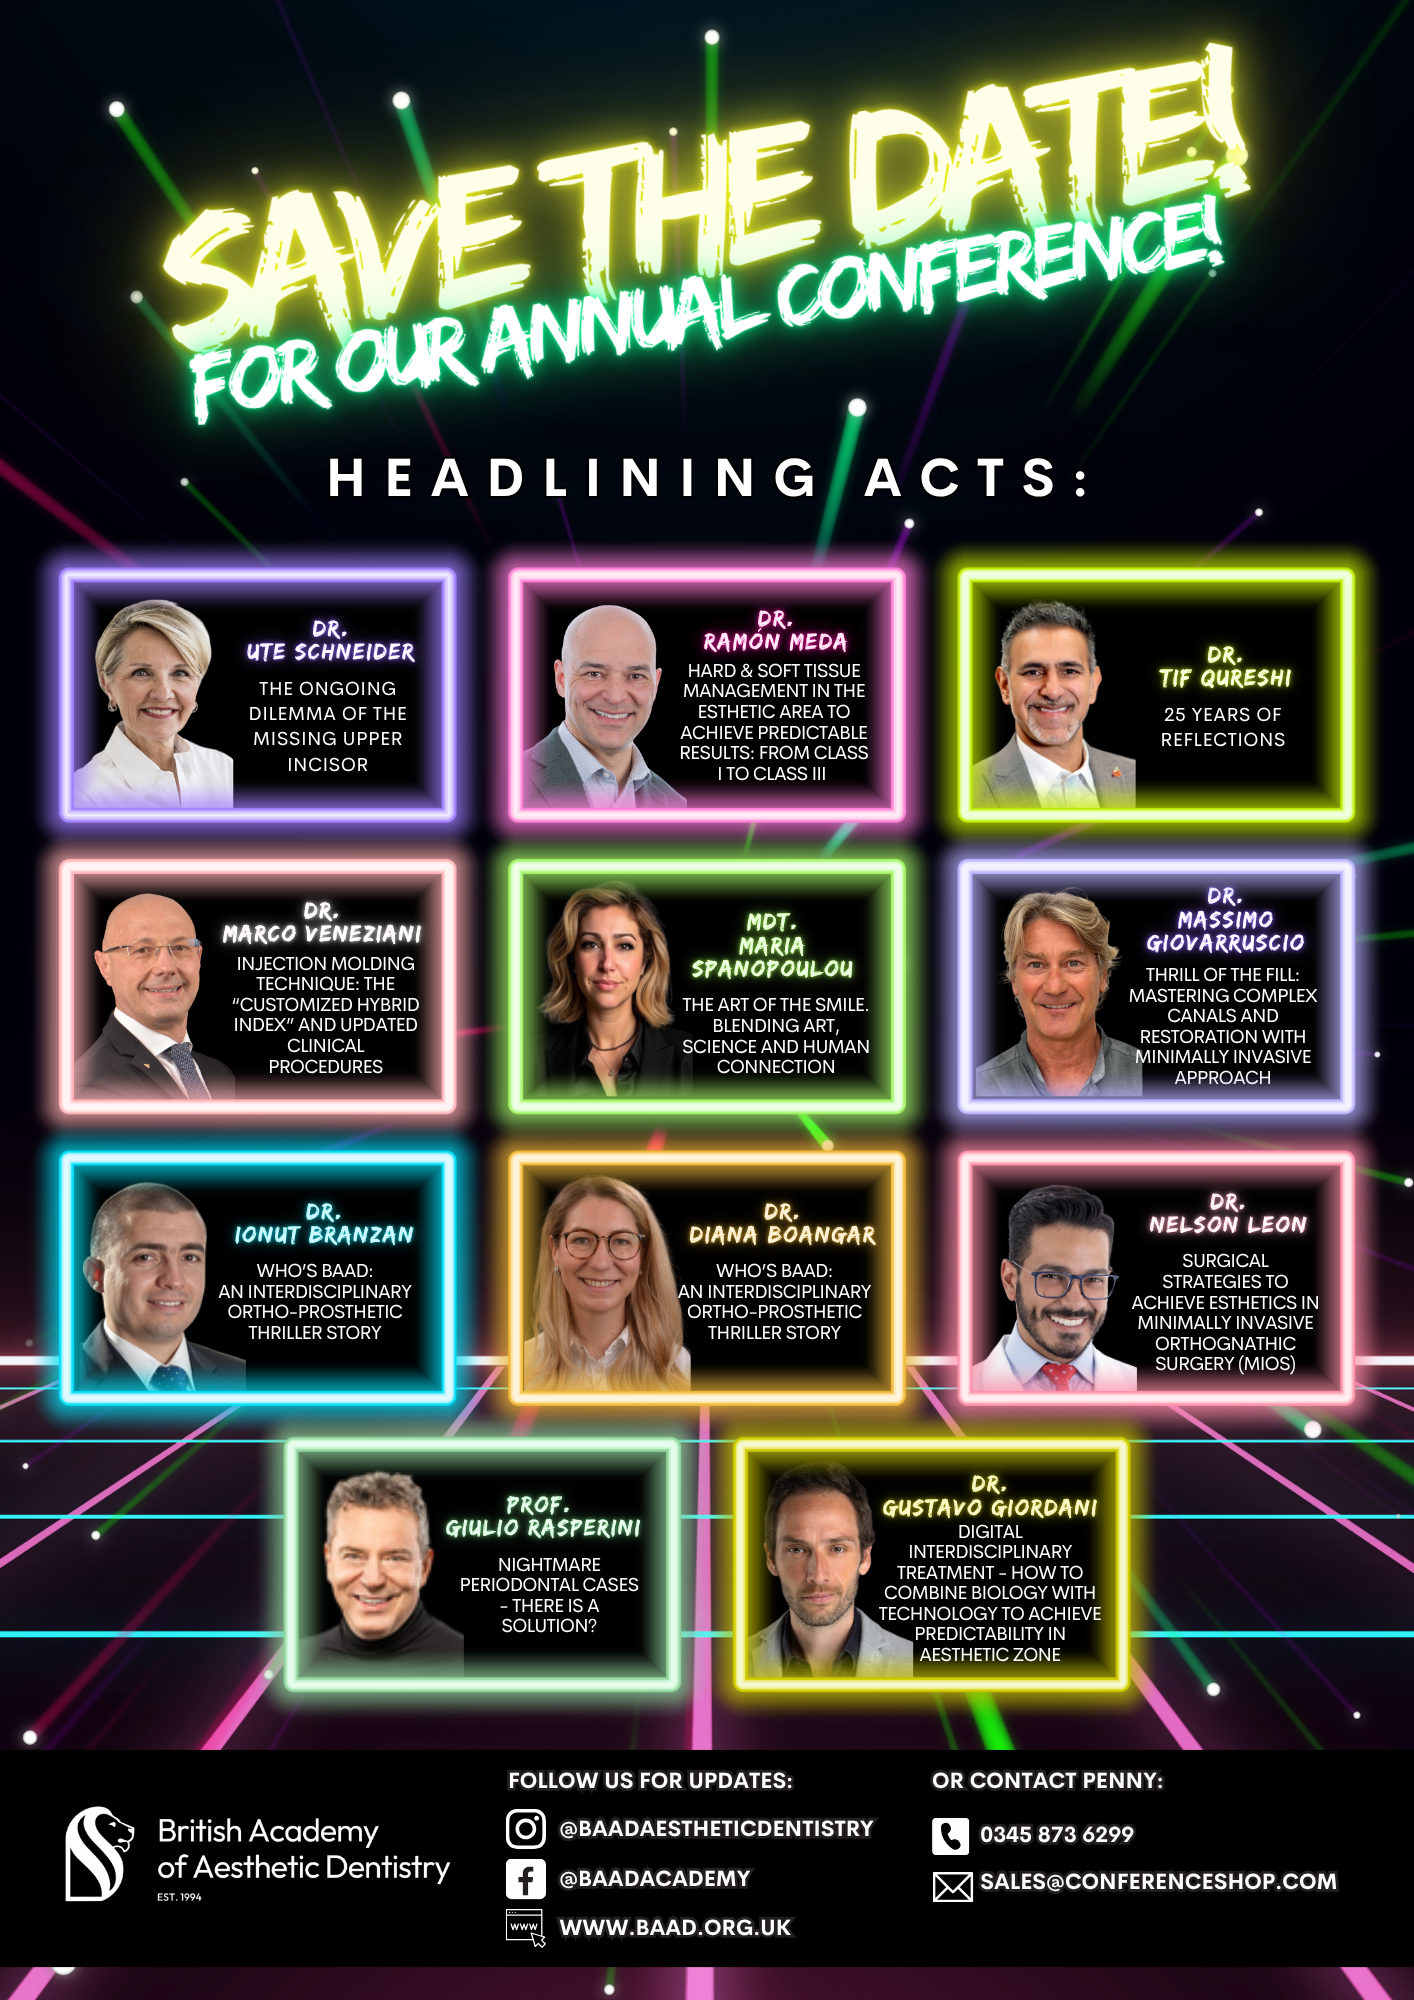 SAVE THE DATE!
FOR OUR ANNUAL CONFERENCE!
HEADLINING ACTS:
DR.
UTE SCHNEIDER
THE ONGOING
DILEMMA OF THE
MISSING UPPER
INCISOR
DR.
RAMÓN MEDA
HARD & SOFT TISSUE
MANAGEMENT IN THE
ESTHETIC AREA TO
ACHIEVE PREDICTABLE
RESULTS: FROM CLASS
I TO CLASS III
DR.
TIF QURESHI
25 YEARS OF
REFLECTIONS
DR.
MARCO VENEZIANI
INJECTION MOLDING
TECHNIQUE: THE
“CUSTOMIZED HYBRID
INDEX” AND UPDATED
CLINICAL
PROCEDURES
MDT.
MARIA
SPANOPOULOU
THE ART OF THE SMILE.
BLENDING ART,
SCIENCE AND HUMAN
CONNECTION
DR.
MASSIMO
GIOVARRUSCIO
THRILL OF THE FILL:
MASTERING COMPLEX
CANALS AND
RESTORATION WITH
MINIMALLY INVASIVE
APPROACH
DR.
IONUT BRANZAN
WHO’S BAAD:
AN INTERDISCIPLINARY
ORTHO-PROSTHETIC
THRILLER STORY
DR.
DIANA BOANGAR
WHO’S BAAD:
AN INTERDISCIPLINARY
ORTHO-PROSTHETIC
THRILLER STORY
DR.
NELSON LEON
SURGICAL
STRATEGIES TO
ACHIEVE ESTHETICS IN
MINIMALLY INVASIVE
ORTHOGNATHIC
SURGERY (MIOS)
PROF.
GIULIO RASPERINI
NIGHTMARE
PERIODONTAL CASES
- THERE IS A
SOLUTION?
DR.
GUSTAVO GIORDANI
DIGITAL
INTERDISCIPLINARY
TREATMENT - HOW TO
COMBINE BIOLOGY WITH
TECHNOLOGY TO ACHIEVE
PREDICTABILITY IN
AESTHETIC ZONE
British Academy
of Aesthetic Dentistry
EST. 1994
FOLLOW US FOR UPDATES:
@BAADAESTHETICDENTISTRY
@BAADACADEMY
WWW
WWW.BAAD.ORG.UK
OR CONTACT PENNY:
0345 873 6299
SALES@CONFERENCESHOP.COM